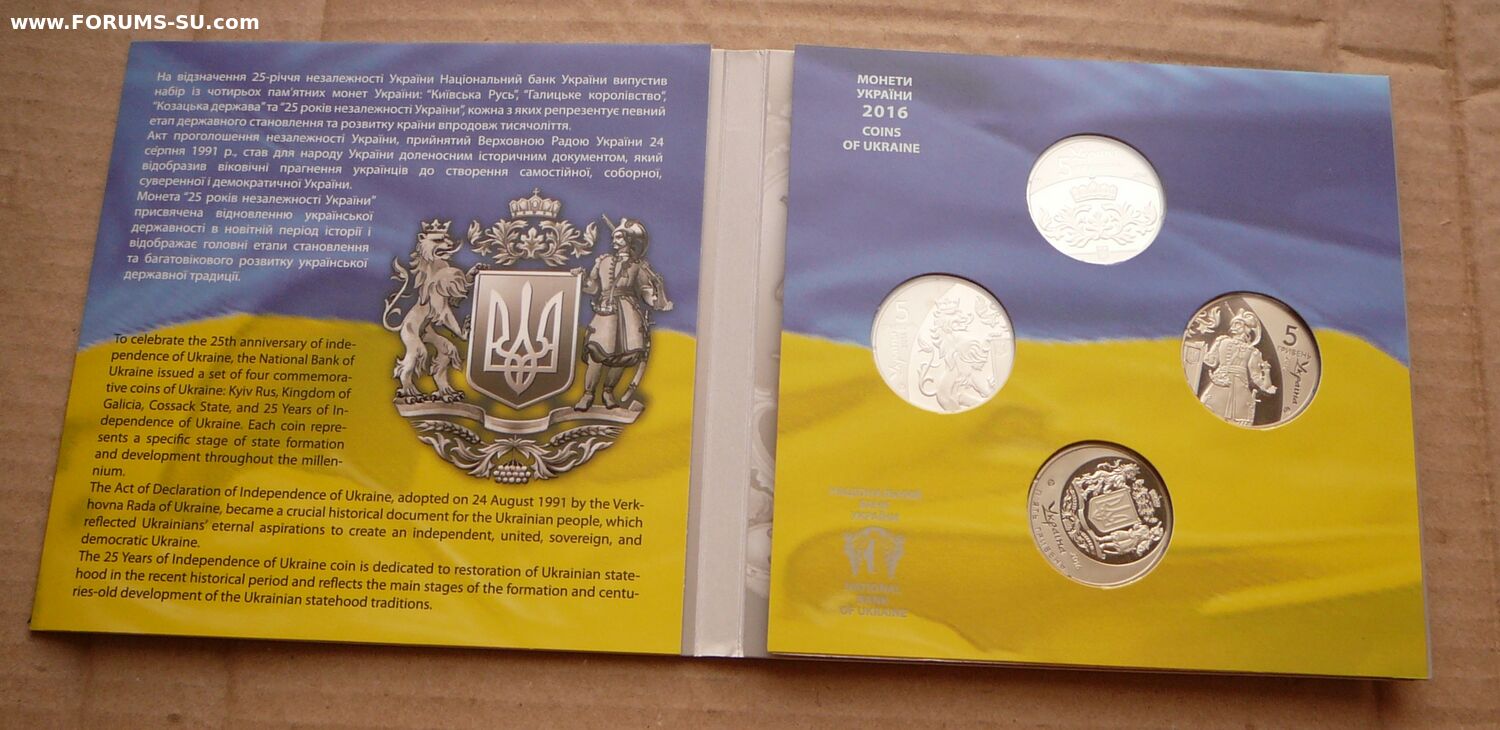 www.FORUMS-SU.com
На відзначення 25-річчя незалежності України Національний банк України випустив
набір із чотирьох пам'ятних монет України: "Київська Русь", "Галицьке королівство",
"Козацька держава" та "25 років незалежності України", кожна з яких репрезентує певний
етап державного становлення та розвитку країни впродовж тисячоліття.
Акт проголошення незалежності України, прийнятий Верховною Радою України 24
серпня 1991 р., став для народу України доленосним історичним документом, який
відобразив віковічні прагнення українців до створення самостійної, соборної,
суверенної і демократичної України.
Монета "25 років незалежності України"
присвячена відновленню української
державності в новітній період історії і
відображає головні етапи становлення
та багатовікового розвитку української
державної традиції.
To celebrate the 25th anniversary of inde-
pendence of Ukraine, the National Bank of
Ukraine issued a set of four commemora-
tive coins of Ukraine: Kyiv Rus, Kingdom of
Galicia, Cossack State, and 25 Years of In-
dependence of Ukraine. Each coin repre-
sents a specific stage of state formation
and development throughout the millen-
nium.
The Act of Declaration of Independence of Ukraine, adopted on 24 August 1991 by the Verk-
hovna Rada of Ukraine, became a crucial historical document for the Ukrainian people, which
reflected Ukrainians' eternal aspirations to create an independent, united, sovereign, and
democratic Ukraine.
The 25 Years of Independence of Ukraine coin is dedicated to restoration of Ukrainian state-
hood in the recent historical period and reflects the main stages of the formation and centu-
ries-old development of the Ukrainian statehood traditions.
МОНЕТИ
УКРАЇНИ
2016
COINS
OF UKRAINE
5
5
5
ГРИВЕНЬ
Україна
Україна 2016
П'ЯТЬ ГРИВЕНЬ
НАЦІОНАЛЬНИЙ
БАНК
УКРАЇНИ
NATIONAL
BANK
OF UKRAINE